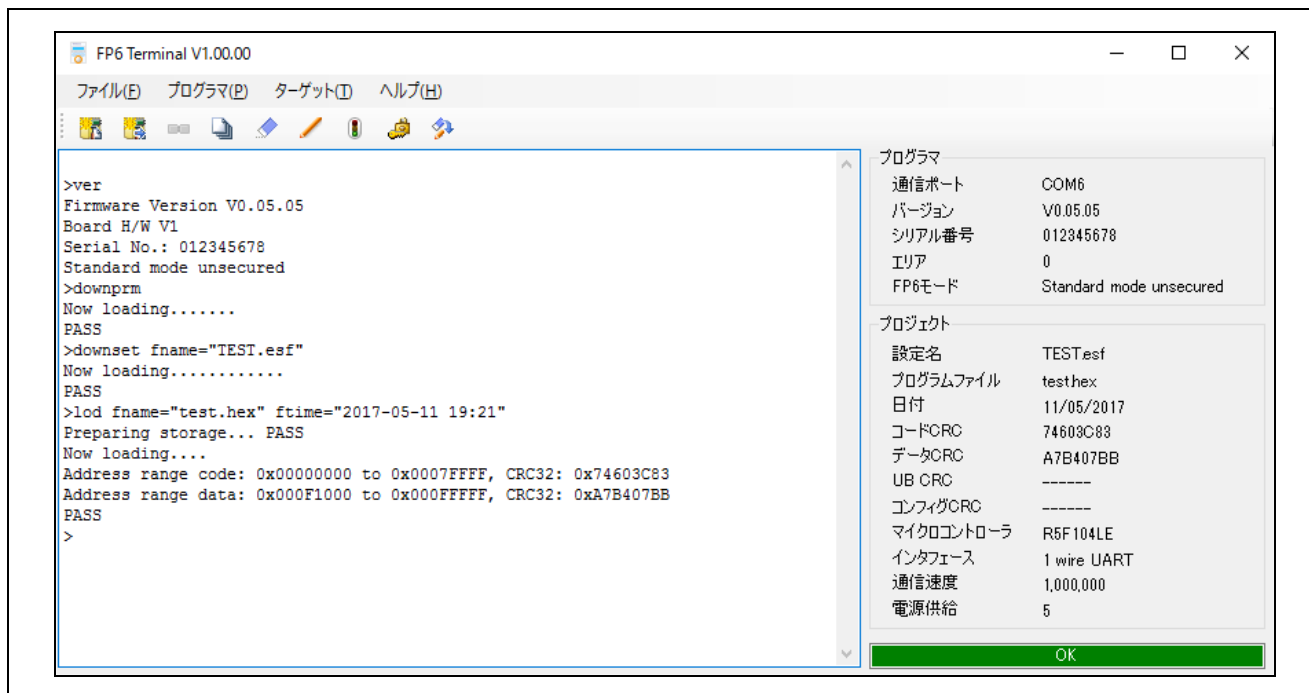 FP6 Terminal V1.00.00
ファイル(F) プログラマ(P) ターゲット(T) ヘルプ(H)
>ver
Firmware Version V0.05.05
Board H/W V1
Serial No.: 012345678
Standard mode unsecured
>downprm
Now loading.......
PASS
>downset fname="TEST.esf"
Now loading............
PASS
>lod fname="test.hex" ftime="2017-05-11 19:21"
Preparing storage... PASS
Now loading....
Address range code: 0x00000000 to 0x0007FFFF, CRC32: 0x74603C83
Address range data: 0x000F1000 to 0x000FFFFF, CRC32: 0xA7B407BB
PASS
>
プログラマ
通信ポート COM6
バージョン V0.05.05
シリアル番号 012345678
エリア 0
FP6モード Standard mode unsecured
プロジェクト
設定名 TEST.esf
プログラムファイル test.hex
日付 11/05/2017
コードCRC 74603C83
データCRC A7B407BB
UB CRC ------
コンフィグCRC ------
マイクロコントローラ R5F104LE
インタフェース 1 wire UART
通信速度 1,000,000
電源供給 5
OK